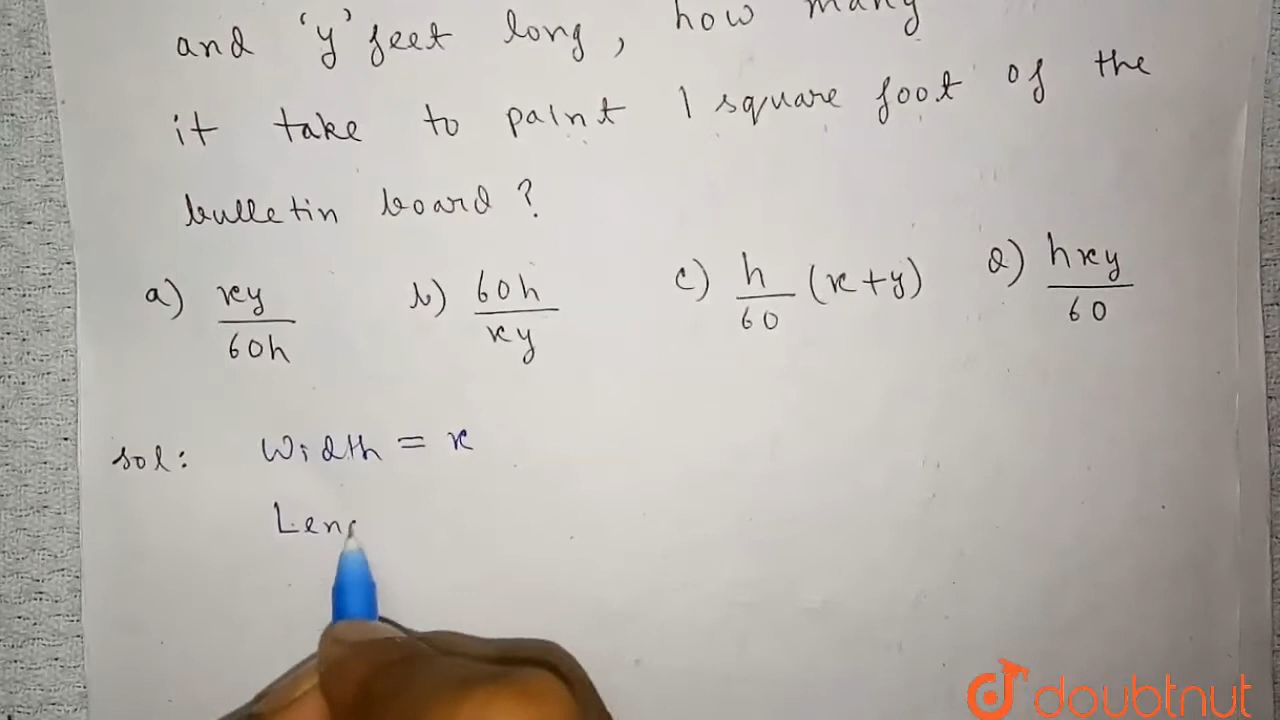 and 'y' feet long, how many
it take to paint 1 square foot of the
bulletin board?
a) xy/60h b) 60h/xy c) h/60 (x+y) d) hxy/60
sol: Width = x
Leng
doubtnut